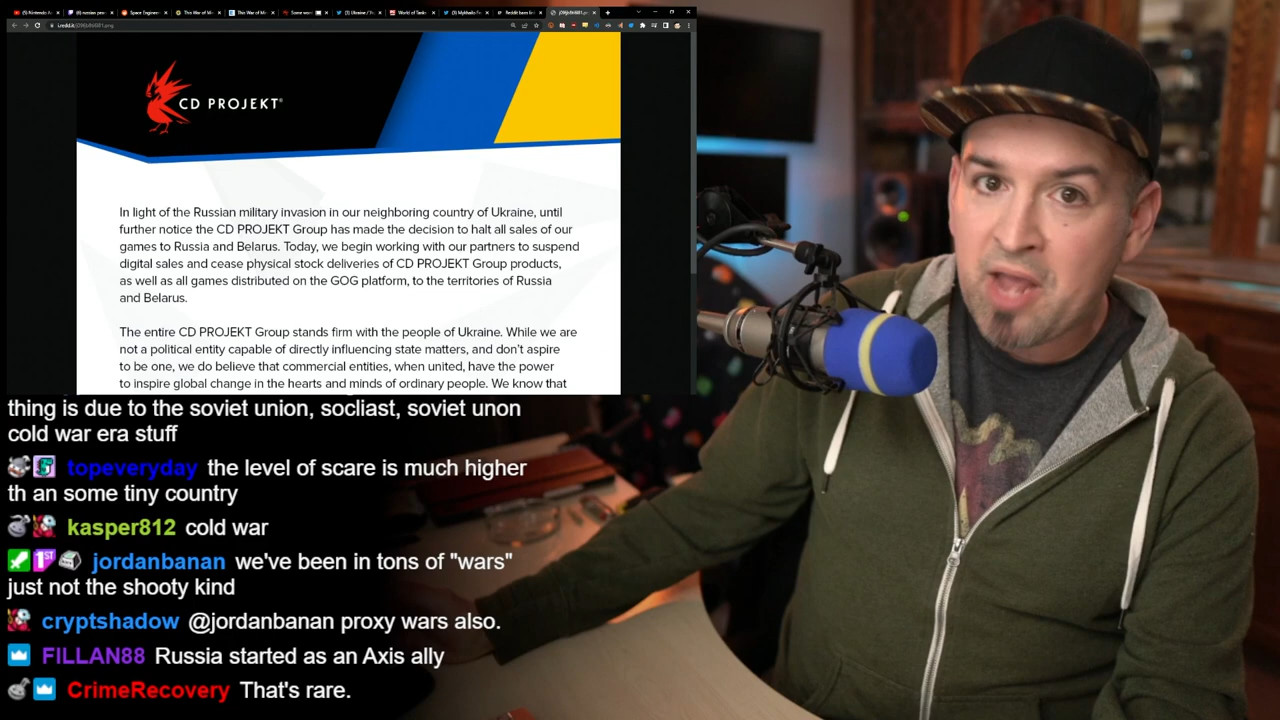 CD PROJEKT®
In light of the Russian military invasion in our neighboring country of Ukraine, until
further notice the CD PROJEKT Group has made the decision to halt all sales of our
games to Russia and Belarus. Today, we begin working with our partners to suspend
digital sales and cease physical stock deliveries of CD PROJEKT Group products,
as well as all games distributed on the GOG platform, to the territories of Russia
and Belarus.
The entire CD PROJEKT Group stands firm with the people of Ukraine. While we are
not a political entity capable of directly influencing state matters, and don't aspire
to be one, we do believe that commercial entities, when united, have the power
to inspire global change in the hearts and minds of ordinary people. We know that
thing is due to the soviet union, socliast, soviet unon
cold war era stuff
topeveryday the level of scare is much higher
th an some tiny country
kasper812 cold war
1ST jordanbanan we've been in tons of "wars"
just not the shooty kind
cryptshadow @jordanbanan proxy wars also.
FILLAN88 Russia started as an Axis ally
CrimeRecovery That's rare.